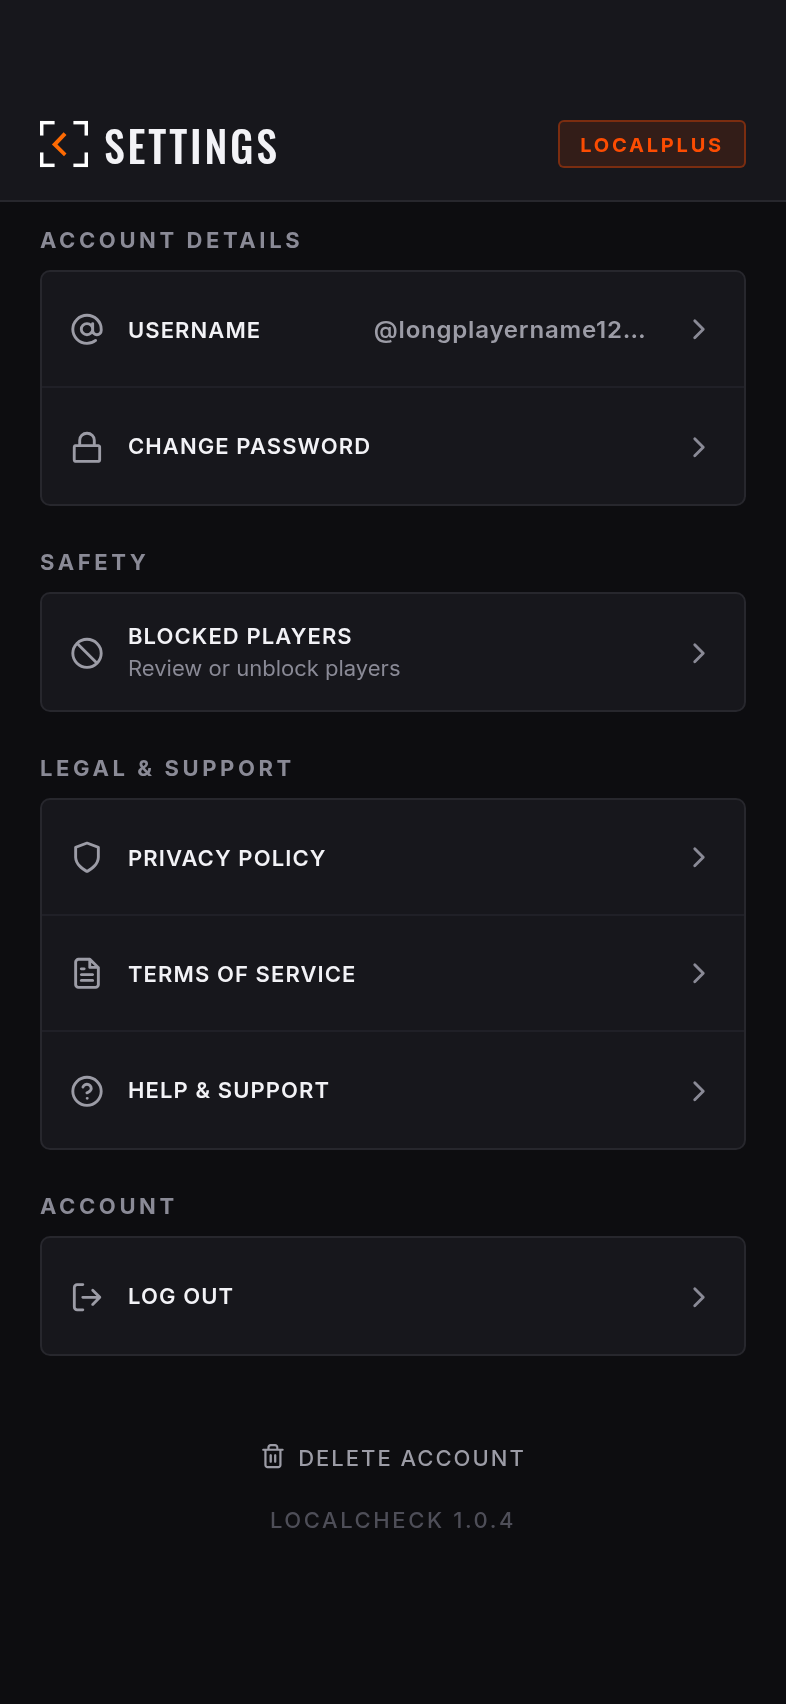 SETTINGS
LOCALPLUS
ACCOUNT DETAILS
USERNAME @longplayername12...
CHANGE PASSWORD
SAFETY
BLOCKED PLAYERS
Review or unblock players
LEGAL & SUPPORT
PRIVACY POLICY
TERMS OF SERVICE
HELP & SUPPORT
ACCOUNT
LOG OUT
DELETE ACCOUNT
LOCALCHECK 1.0.4